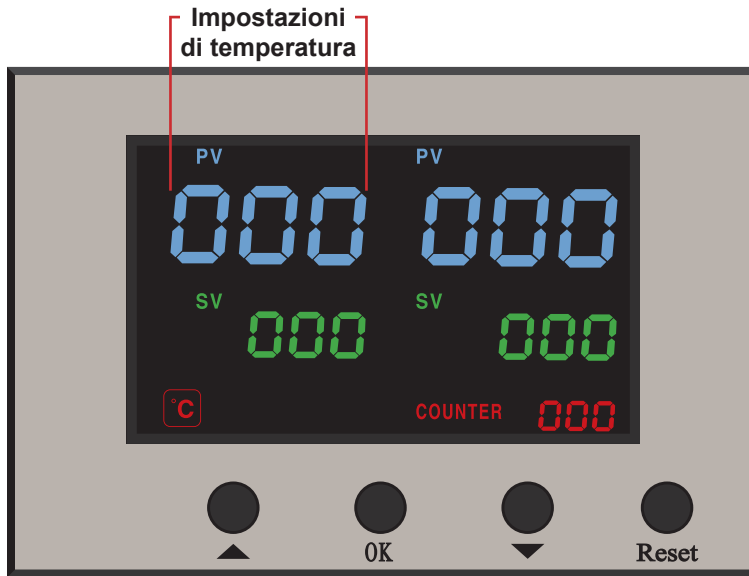 Impostazioni
di temperatura
PV PV
000 000
SV SV
000 000
°C COUNTER 000
OK Reset